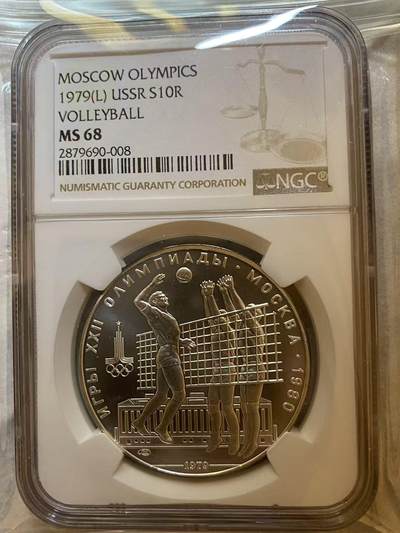 MOSCOW OLYMPICS
1979(L) USSR S10R
VOLLEYBALL
MS 68
2879690-008
NUMISMATIC GUARANTY CORPORATION
NGC
ИГРЫ XXII ОЛИМПИАДЫ · МОСКВА · 1980
1979